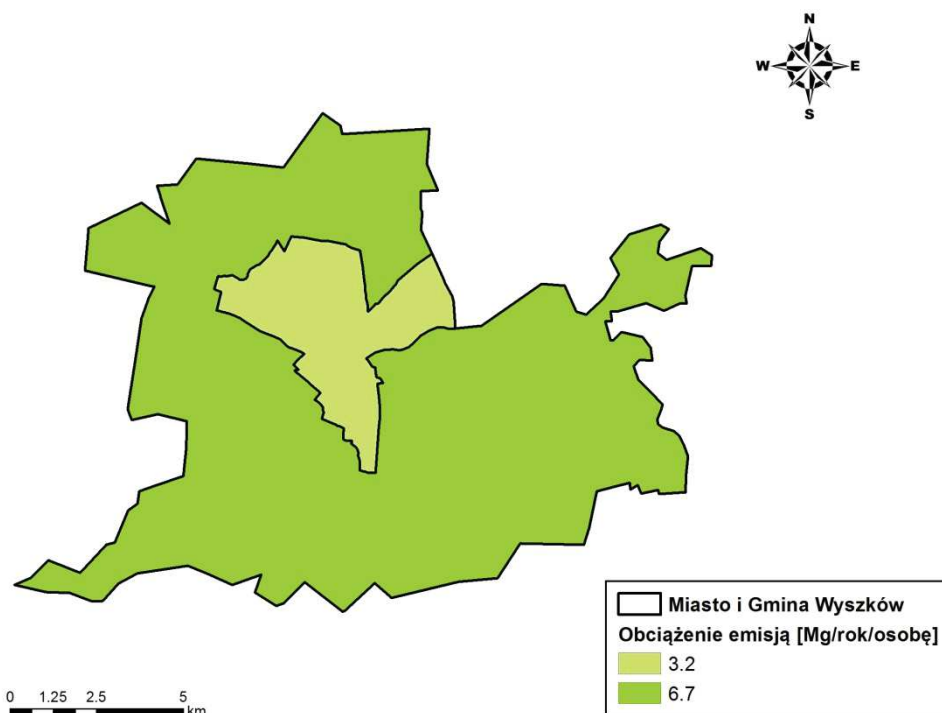 N
W E
S
Miasto i Gmina Wyszków
Obciążenie emisją [Mg/rok/osobę]
3.2
6.7
0 1.25 2.5 5
km